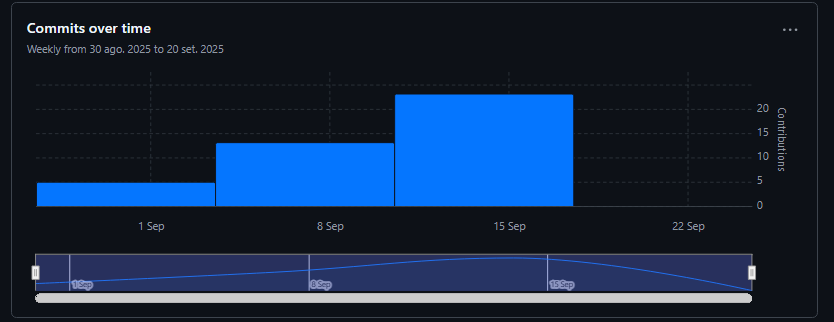 Commits over time
Weekly from 30 ago. 2025 to 20 set. 2025
20
15
10
5
0
Contributions
1 Sep
8 Sep
15 Sep
22 Sep
1 Sep
8 Sep
15 Sep